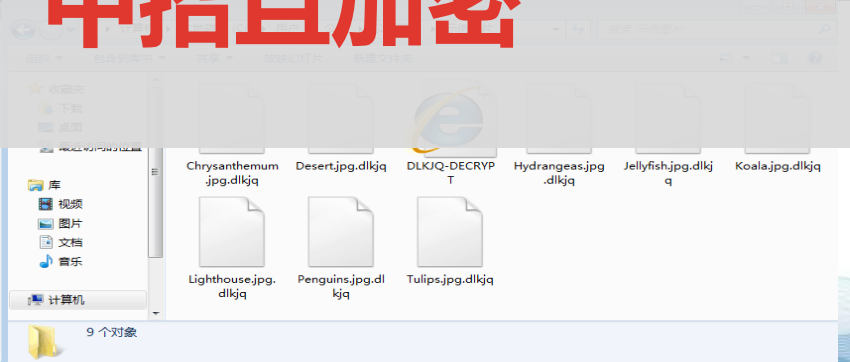 中招且加密
收藏夹
下载
桌面
最近访问的位置
库
视频
图片
文档
音乐
计算机
Chrysanthemum
.jpg.dlkjq
Desert.jpg.dlkjq
DLKJQ-DECRYP
T
Hydrangeas.jpg
.dlkjq
Jellyfish.jpg.dlkj
q
Koala.jpg.dlkjq
Lighthouse.jpg.
dlkjq
Penguins.jpg.dl
kjq
Tulips.jpg.dlkjq
9 个对象